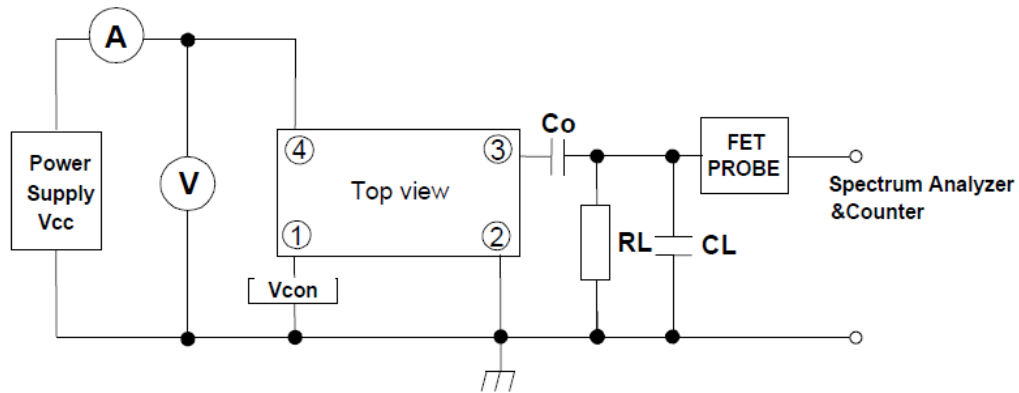 A
Power
Supply
Vcc
V
④
③
Top view
①
②
Vcon
Co
RL
CL
FET
PROBE
Spectrum Analyzer
&Counter